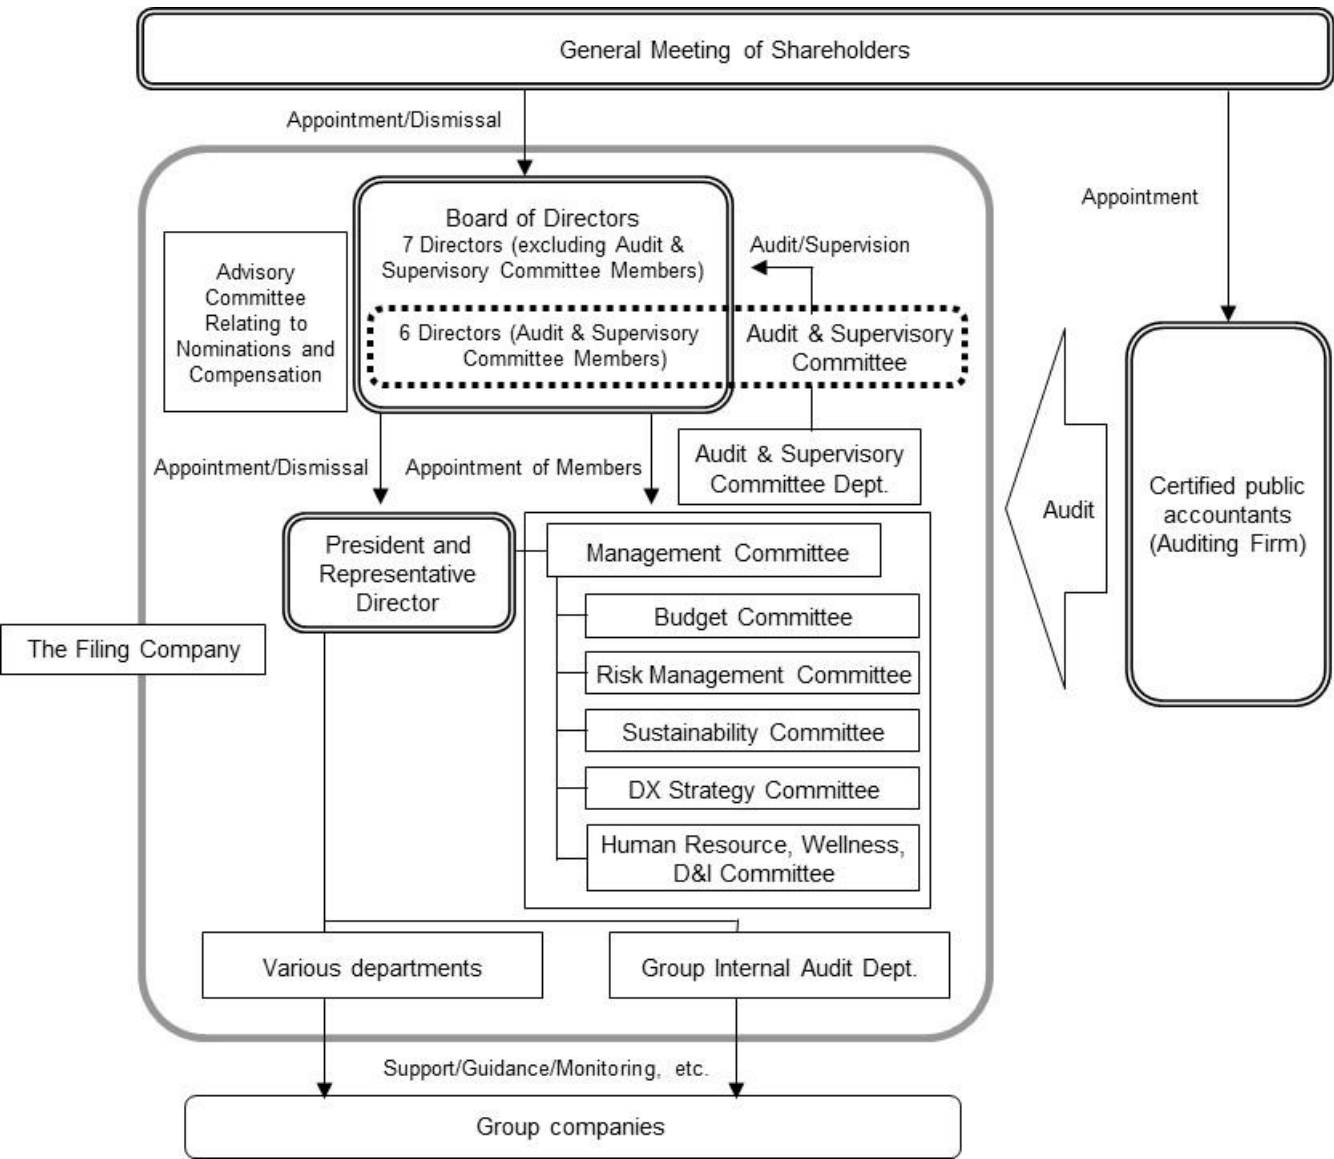 General Meeting of Shareholders
Appointment/Dismissal
Appointment
Board of Directors
7 Directors (excluding Audit &
Supervisory Committee Members)
Audit/Supervision
Advisory
Committee
Relating to
Nominations and
Compensation
6 Directors (Audit & Supervisory
Committee Members)
Audit & Supervisory
Committee
Appointment/Dismissal
Appointment of Members
Audit & Supervisory
Committee Dept.
Audit
Certified public
accountants
(Auditing Firm)
President and
Representative
Director
Management Committee
Budget Committee
The Filing Company
Risk Management Committee
Sustainability Committee
DX Strategy Committee
Human Resource, Wellness,
D&I Committee
Various departments
Group Internal Audit Dept.
Support/Guidance/Monitoring, etc.
Group companies